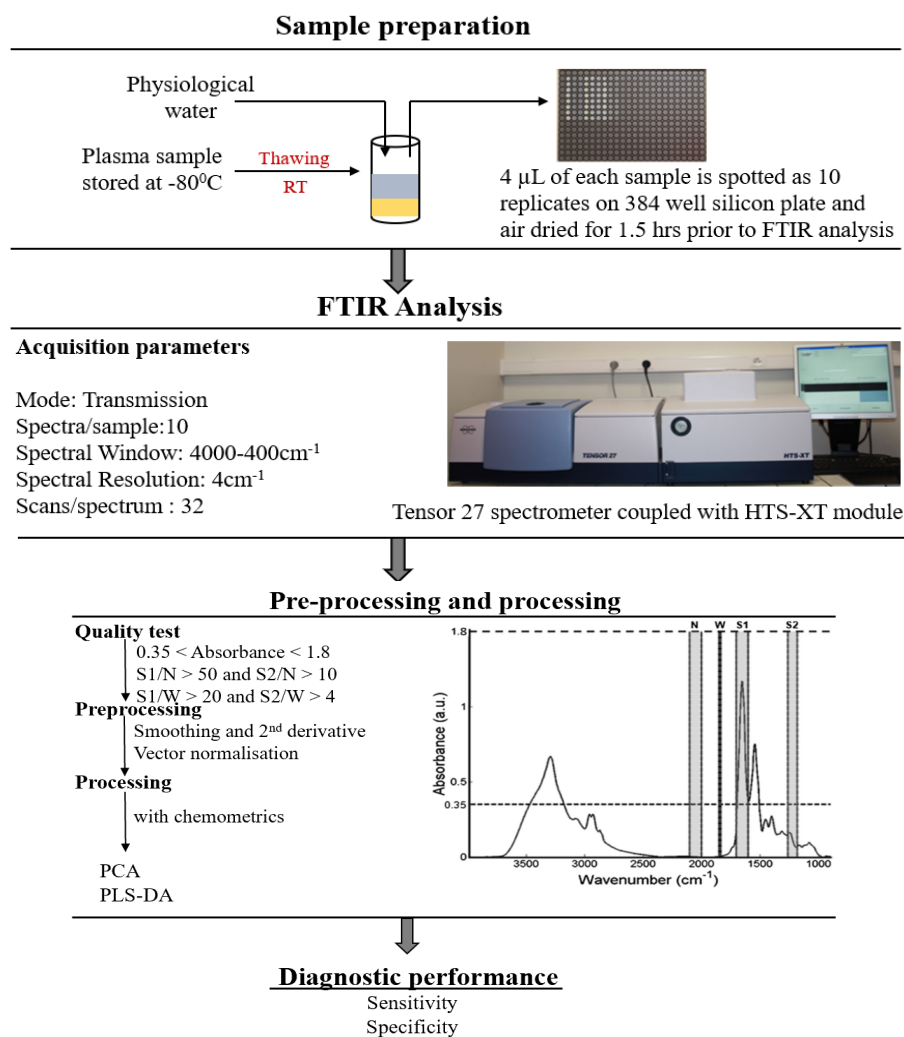 Sample preparation
Physiological
water
Plasma sample
stored at -80⁰C
Thawing
RT
4 µL of each sample is spotted as 10
replicates on 384 well silicon plate and
air dried for 1.5 hrs prior to FTIR analysis
FTIR Analysis
Acquisition parameters
Mode: Transmission
Spectra/sample:10
Spectral Window: 4000-400cm⁻¹
Spectral Resolution: 4cm⁻¹
Scans/spectrum : 32
TENSOR 27
HTS-XT
Tensor 27 spectrometer coupled with HTS-XT module
Pre-processing and processing
Quality test
0.35 < Absorbance < 1.8
S1/N > 50 and S2/N > 10
S1/W > 20 and S2/W > 4
Preprocessing
Smoothing and 2ⁿᵈ derivative
Vector normalisation
Processing
with chemometrics
PCA
PLS-DA
N W S1 S2
1.8
1
0.5
0.35
0
Absorbance (a.u.)
3500 3000 2500 2000 1500 1000
Wavenumber (cm⁻¹)
Diagnostic performance
Sensitivity
Specificity